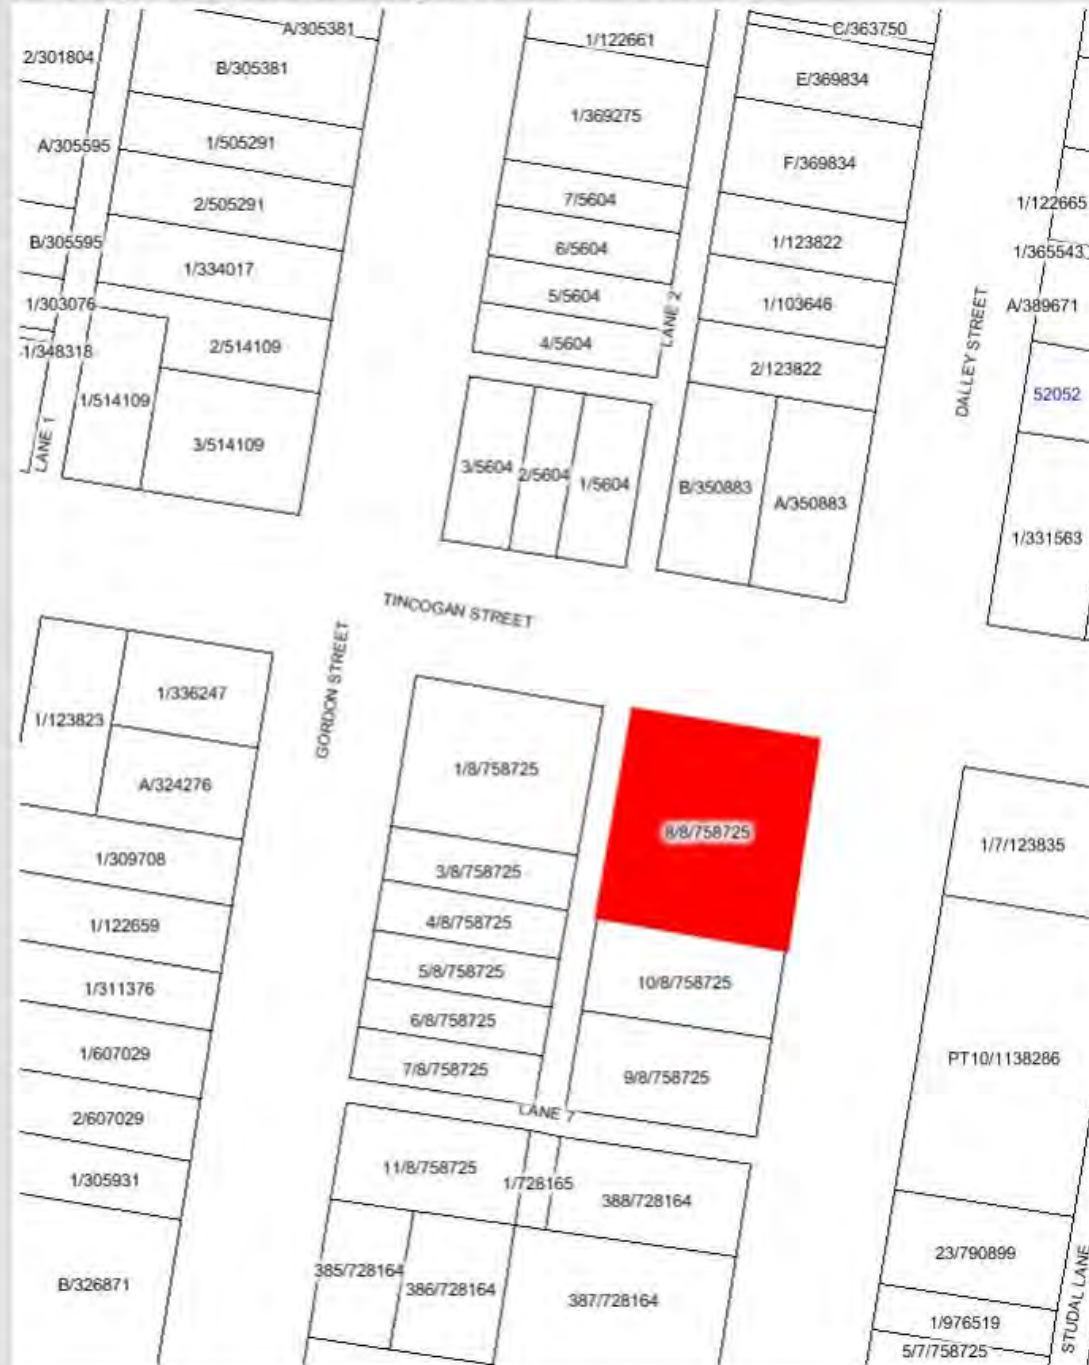 A/305381
1/122661
C/363750
2/301804
B/305381
E/369834
1/369275
A/305595
1/505291
F/369834
7/5604
2/505291
1/122665
B/305595
6/5604
1/123822
1/365543
1/334017
5/5604
1/303076
LANE 2
1/103646
A/389671
4/5604
1/348318
2/514109
DALLEY STREET
2/123822
1/514109
52052
LANE 1
3/514109
3/5604
2/5604
1/5604
B/350883
A/350883
1/331563
TINCOGAN STREET
GORDON STREET
1/336247
1/123823
1/8/758725
A/324276
8/8/758725
1/7/123835
1/309708
3/8/758725
4/8/758725
1/122659
5/8/758725
10/8/758725
1/311376
6/8/758725
1/607029
7/8/758725
9/8/758725
PT10/1138286
LANE 7
2/607029
11/8/758725
1/728165
388/728164
1/305931
23/790899
385/728164
386/728164
387/728164
B/326871
STUDAL LANE
1/976519
5/7/758725